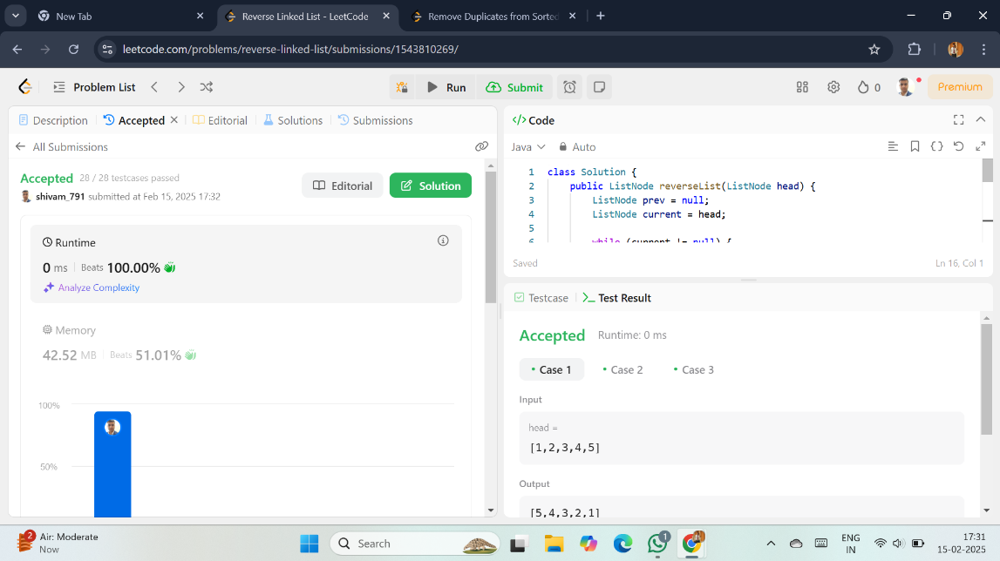 New Tab
Reverse Linked List - LeetCode
Remove Duplicates from Sorted
leetcode.com/problems/reverse-linked-list/submissions/1543810269/
Problem List
Run
Submit
0
Premium
Description
Accepted
Editorial
Solutions
Submissions
All Submissions
Accepted 28 / 28 testcases passed
shivam_791 submitted at Feb 15, 2025 17:32
Editorial
Solution
Runtime
0 ms Beats 100.00%
Analyze Complexity
Memory
42.52 MB Beats 51.01%
100%
50%
</> Code
Java
Auto
1 class Solution {
2 public ListNode reverseList(ListNode head) {
3 ListNode prev = null;
4 ListNode current = head;
5
6 while (current != null) {
Saved
Ln 16, Col 1
Testcase
Test Result
Accepted Runtime: 0 ms
Case 1
Case 2
Case 3
Input
head =
[1,2,3,4,5]
Output
[5,4,3,2,1]
2
Air: Moderate
Now
Search
1
ENG
IN
17:31
15-02-2025